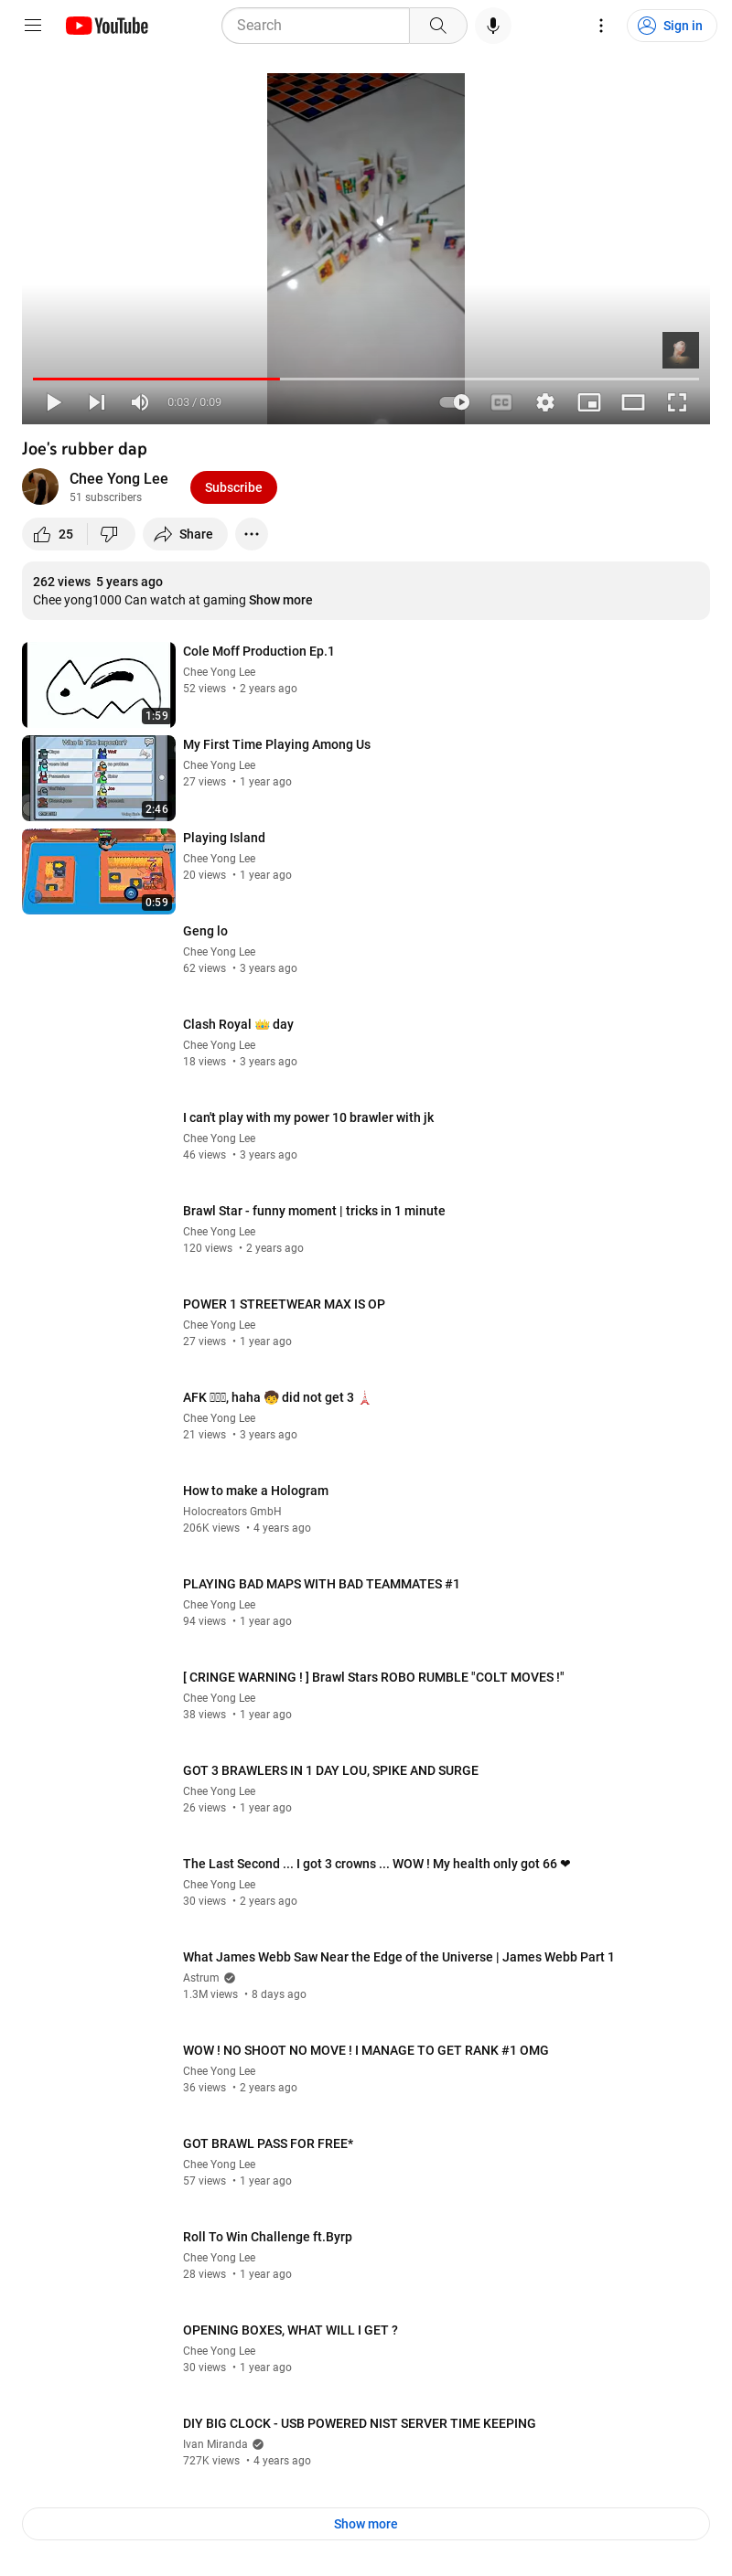 YouTube
Search
Sign in
0:03 / 0:09
CC
Joe's rubber dap
Chee Yong Lee
51 subscribers
Subscribe
25
Share
262 views 5 years ago
Chee yong1000 Can watch at gaming Show more
Cole Moff Production Ep.1
Chee Yong Lee
52 views • 2 years ago
1:59
My First Time Playing Among Us
Chee Yong Lee
27 views • 1 year ago
Who Is The Impostor?
2:46
Playing Island
Chee Yong Lee
20 views • 1 year ago
0:59
Geng lo
Chee Yong Lee
62 views • 3 years ago
Clash Royal 👑 day
Chee Yong Lee
18 views • 3 years ago
I can't play with my power 10 brawler with jk
Chee Yong Lee
46 views • 3 years ago
Brawl Star - funny moment | tricks in 1 minute
Chee Yong Lee
120 views • 2 years ago
POWER 1 STREETWEAR MAX IS OP
Chee Yong Lee
27 views • 1 year ago
AFK , haha 🧒 did not get 3 🗼
Chee Yong Lee
21 views • 3 years ago
How to make a Hologram
Holocreators GmbH
206K views • 4 years ago
PLAYING BAD MAPS WITH BAD TEAMMATES #1
Chee Yong Lee
94 views • 1 year ago
[ CRINGE WARNING ! ] Brawl Stars ROBO RUMBLE "COLT MOVES !"
Chee Yong Lee
38 views • 1 year ago
GOT 3 BRAWLERS IN 1 DAY LOU, SPIKE AND SURGE
Chee Yong Lee
26 views • 1 year ago
The Last Second ... I got 3 crowns ... WOW ! My health only got 66 ❤
Chee Yong Lee
30 views • 2 years ago
What James Webb Saw Near the Edge of the Universe | James Webb Part 1
Astrum
1.3M views • 8 days ago
WOW ! NO SHOOT NO MOVE ! I MANAGE TO GET RANK #1 OMG
Chee Yong Lee
36 views • 2 years ago
GOT BRAWL PASS FOR FREE*
Chee Yong Lee
57 views • 1 year ago
Roll To Win Challenge ft.Byrp
Chee Yong Lee
28 views • 1 year ago
OPENING BOXES, WHAT WILL I GET ?
Chee Yong Lee
30 views • 1 year ago
DIY BIG CLOCK - USB POWERED NIST SERVER TIME KEEPING
Ivan Miranda
727K views • 4 years ago
Show more